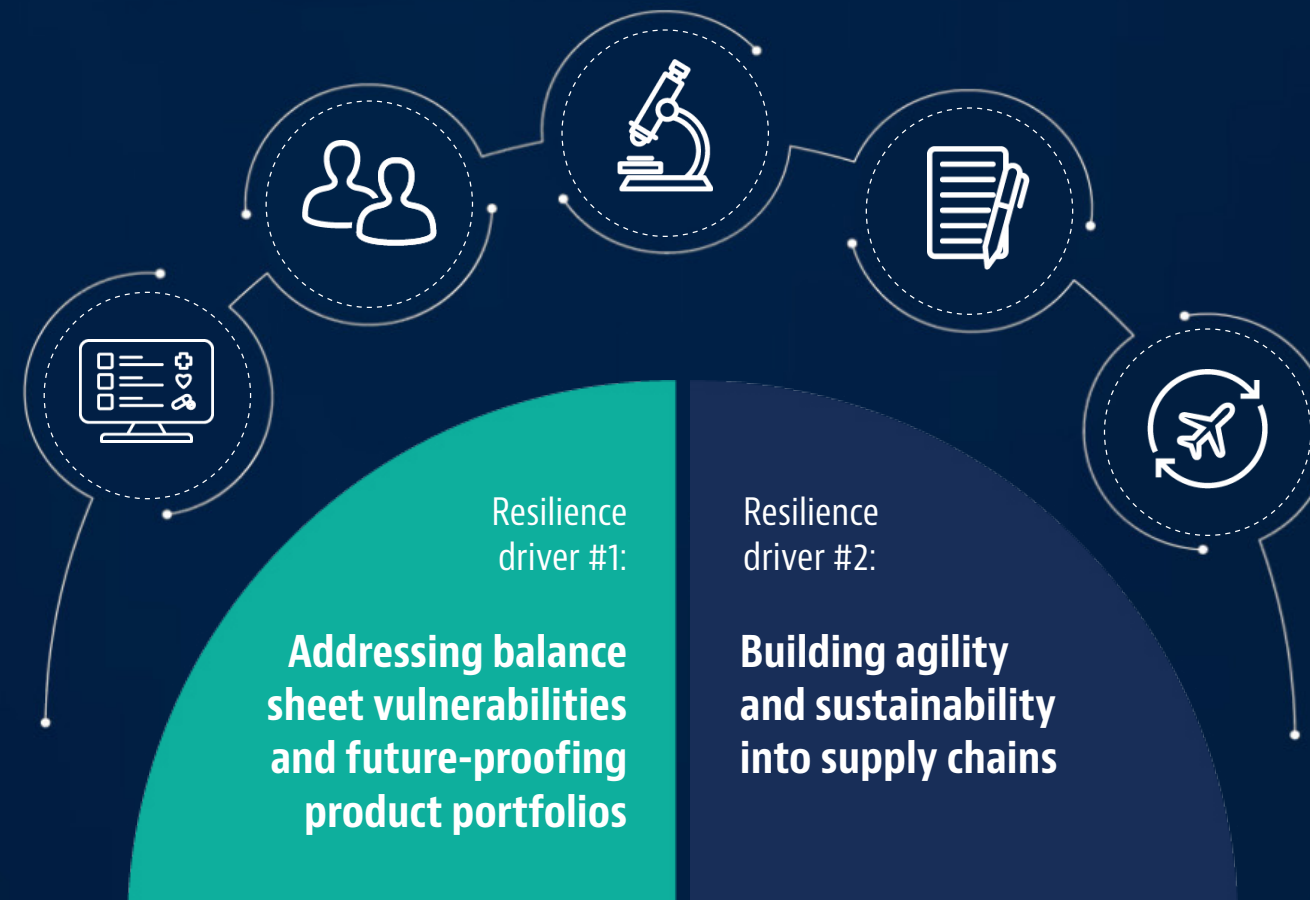 Resilience
driver #1:
Addressing balance
sheet vulnerabilities
and future-proofing
product portfolios
Resilience
driver #2:
Building agility
and sustainability
into supply chains